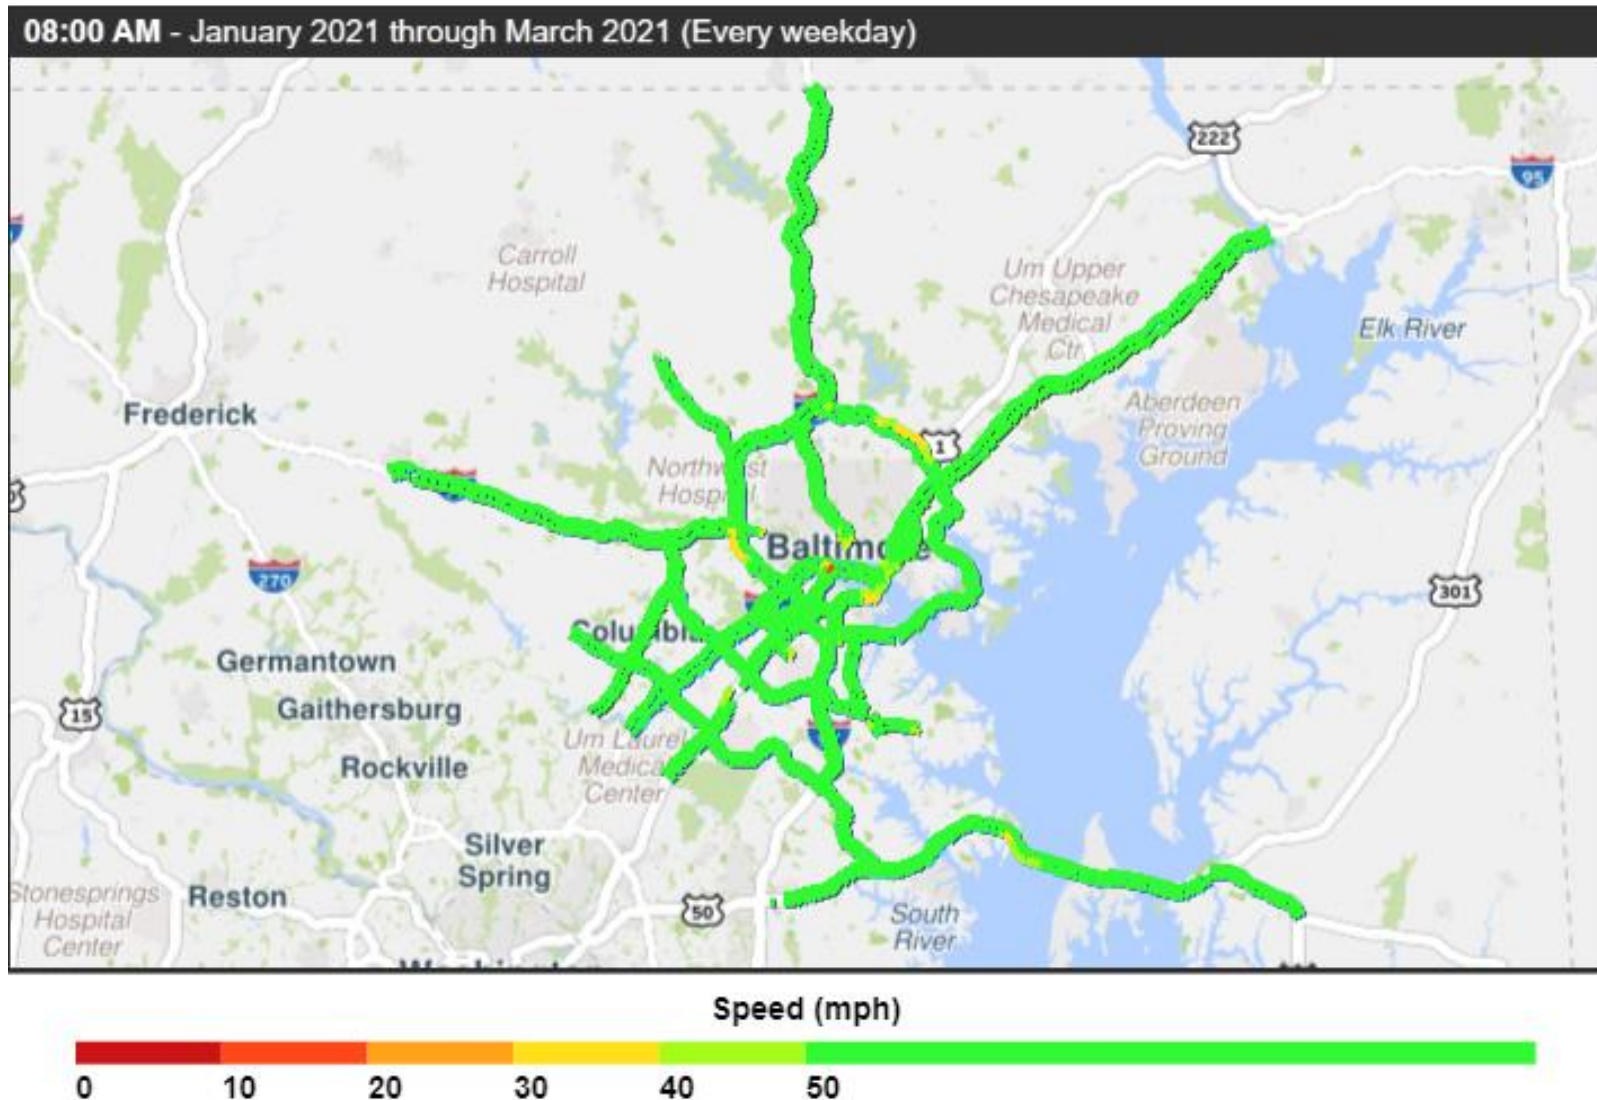 08:00 AM - January 2021 through March 2021 (Every weekday)
222
95
Carroll
Hospital
Um Upper
Chesapeake
Medical
Ctr
Elk River
Frederick
Aberdeen
Proving
Ground
1
Northwest
Hospital
Baltimore
270
301
Columbia
Germantown
15
Gaithersburg
Um Laurel
Medical
Center
Rockville
Silver
Spring
Stonesprings
Hospital
Center
Reston
50
South
River
Washington
Speed (mph)
0 10 20 30 40 50